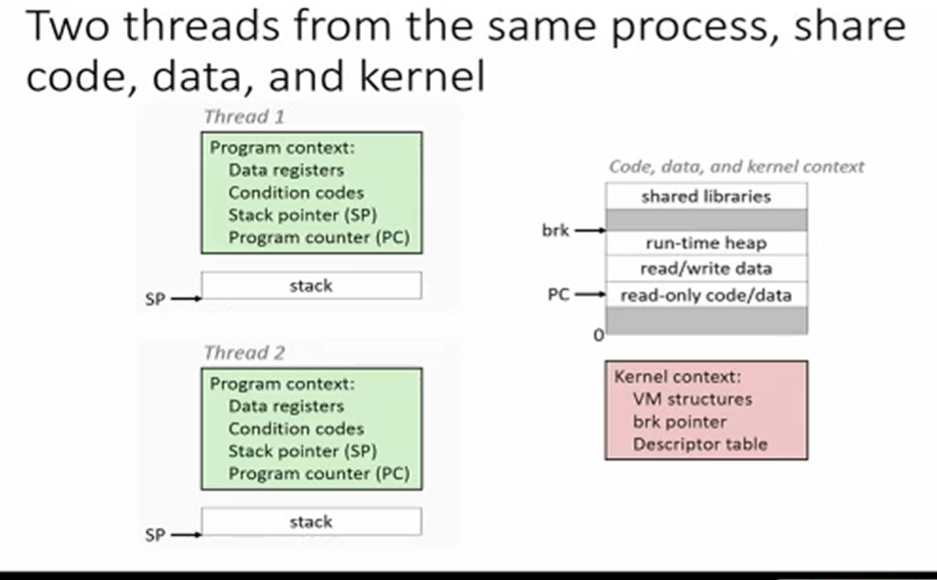 Two threads from the same process, share
code, data, and kernel
Thread 1
Program context:
Data registers
Condition codes
Stack pointer (SP)
Program counter (PC)
stack
SP
Thread 2
Program context:
Data registers
Condition codes
Stack pointer (SP)
Program counter (PC)
stack
SP
Code, data, and kernel context
shared libraries
brk
run-time heap
read/write data
PC
read-only code/data
0
Kernel context:
VM structures
brk pointer
Descriptor table